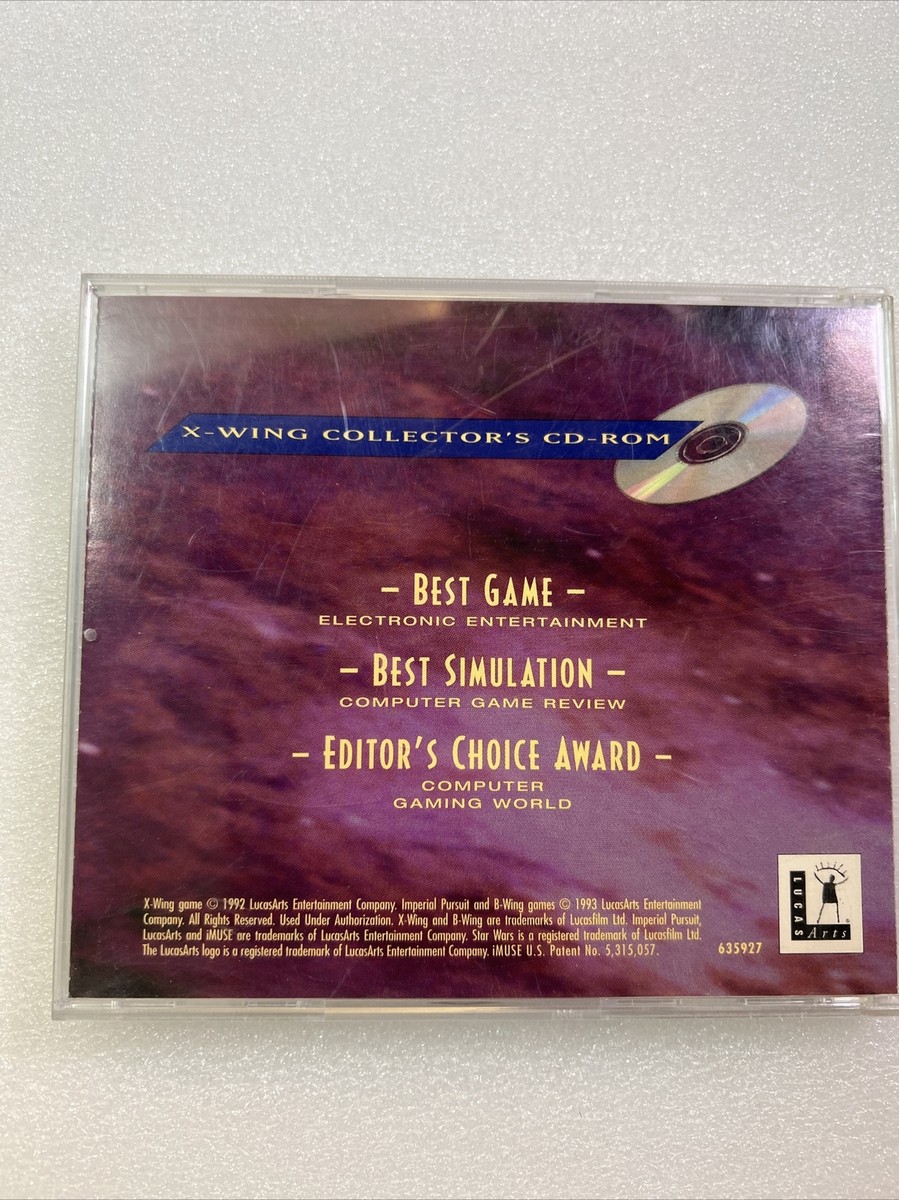 X-WING COLLECTOR'S CD-ROM
– BEST GAME –
ELECTRONIC ENTERTAINMENT
– BEST SIMULATION –
COMPUTER GAME REVIEW
– EDITOR'S CHOICE AWARD –
COMPUTER
GAMING WORLD
X-Wing game © 1992 LucasArts Entertainment Company. Imperial Pursuit and B-Wing games © 1993 LucasArts Entertainment
Company. All Rights Reserved. Used Under Authorization. X-Wing and B-Wing are trademarks of Lucasfilm Ltd. Imperial Pursuit,
LucasArts and iMUSE are trademarks of LucasArts Entertainment Company. Star Wars is a registered trademark of Lucasfilm Ltd.
The LucasArts logo is a registered trademark of LucasArts Entertainment Company. iMUSE U.S. Patent No. 5,315,057.
635927
LUCAS
Arts
®